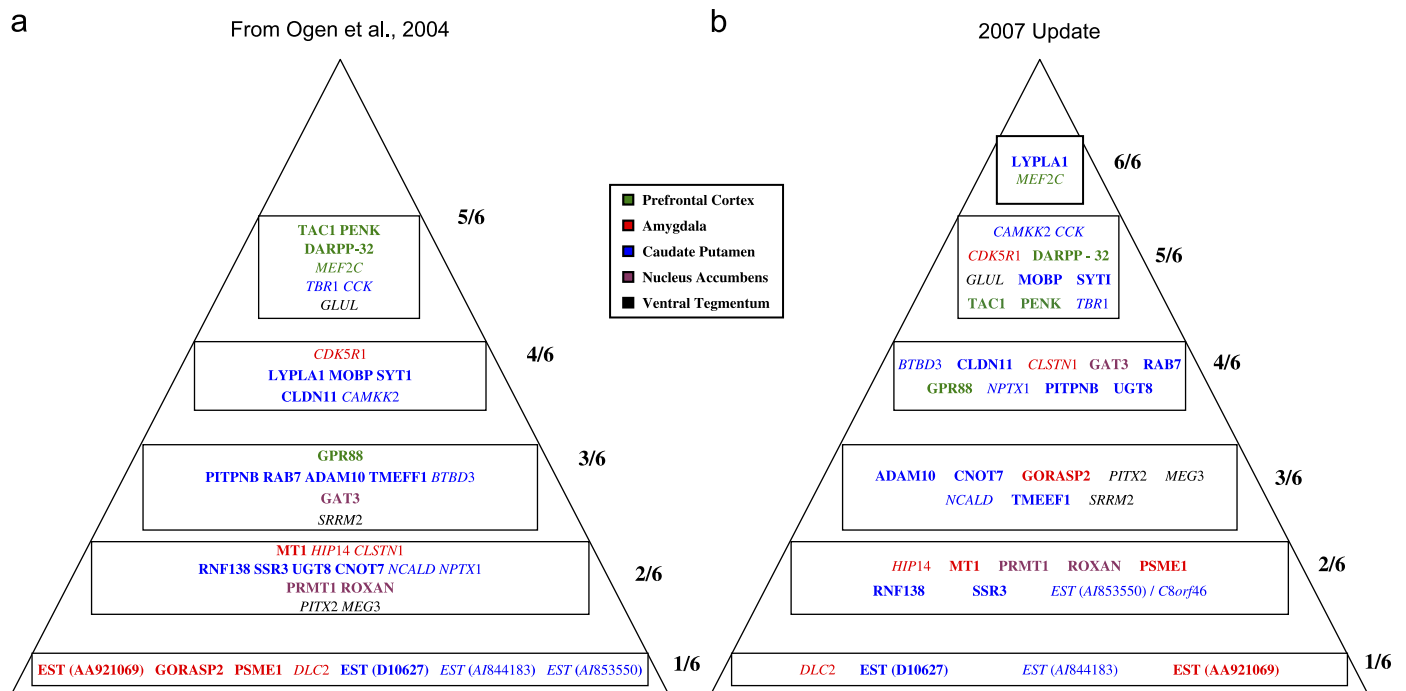 a
From Ogen et al., 2004
5/6
TAC1 PENK
DARPP-32
MEF2C
TBR1 CCK
GLUL
4/6
CDK5R1
LYPLA1 MOBP SYT1
CLDN11 CAMKK2
3/6
GPR88
PITPNB RAB7 ADAM10 TMEFF1 BTBD3
GAT3
SRRM2
2/6
MT1 HIP14 CLSTN1
RNF138 SSR3 UGT8 CNOT7 NCALD NPTX1
PRMT1 ROXAN
PITX2 MEG3
1/6
EST (AA921069) GORASP2 PSME1 DLC2 EST (D10627) EST (AI844183) EST (AI853550)
Prefrontal Cortex
Amygdala
Caudate Putamen
Nucleus Accumbens
Ventral Tegmentum
b
2007 Update
6/6
LYPLA1
MEF2C
5/6
CAMKK2 CCK
CDK5R1 DARPP - 32
GLUL MOBP SYTI
TAC1 PENK TBR1
4/6
BTBD3 CLDN11 CLSTN1 GAT3 RAB7
GPR88 NPTX1 PITPNB UGT8
3/6
ADAM10 CNOT7 GORASP2 PITX2 MEG3
NCALD TMEEF1 SRRM2
2/6
HIP14 MT1 PRMT1 ROXAN PSME1
RNF138 SSR3 EST (AI853550) / C8orf46
1/6
DLC2 EST (D10627) EST (AI844183) EST (AA921069)